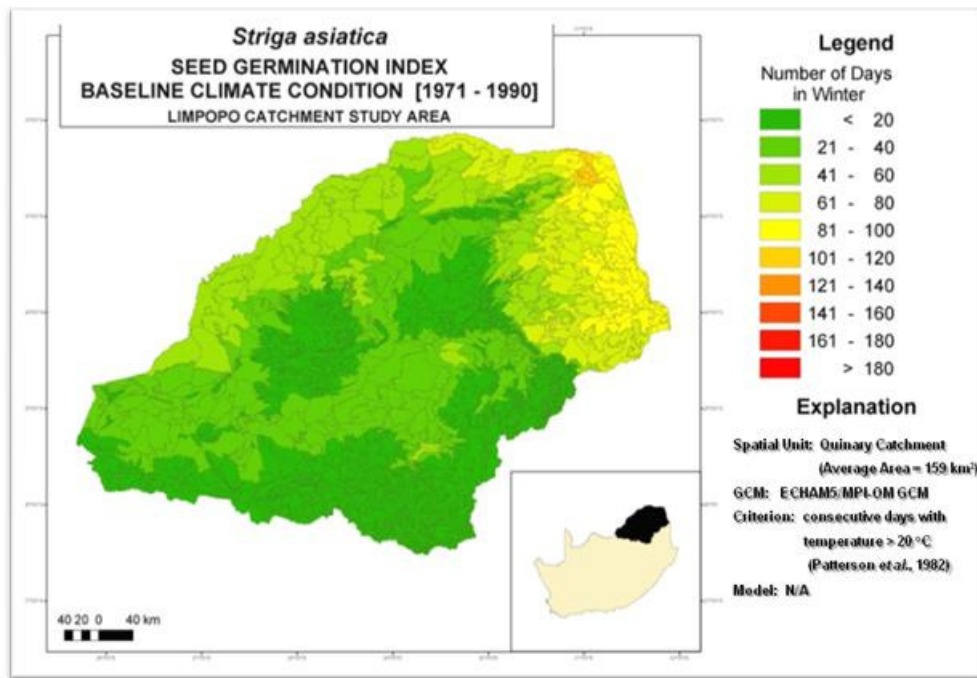 Striga asiatica
SEED GERMINATION INDEX
BASELINE CLIMATE CONDITION [1971 - 1990]
LIMPOPO CATCHMENT STUDY AREA
Legend
Number of Days
in Winter
< 20
21 - 40
41 - 60
61 - 80
81 - 100
101 - 120
121 - 140
141 - 160
161 - 180
> 180
Explanation
Spatial Unit: Quinary Catchment
(Average Area = 159 km²)
GCM: ECHAM5/MPI-OM GCM
Criterion: consecutive days with
temperature > 20 °C
(Patterson et al., 1982)
Model: N/A
40 20 0 40 km